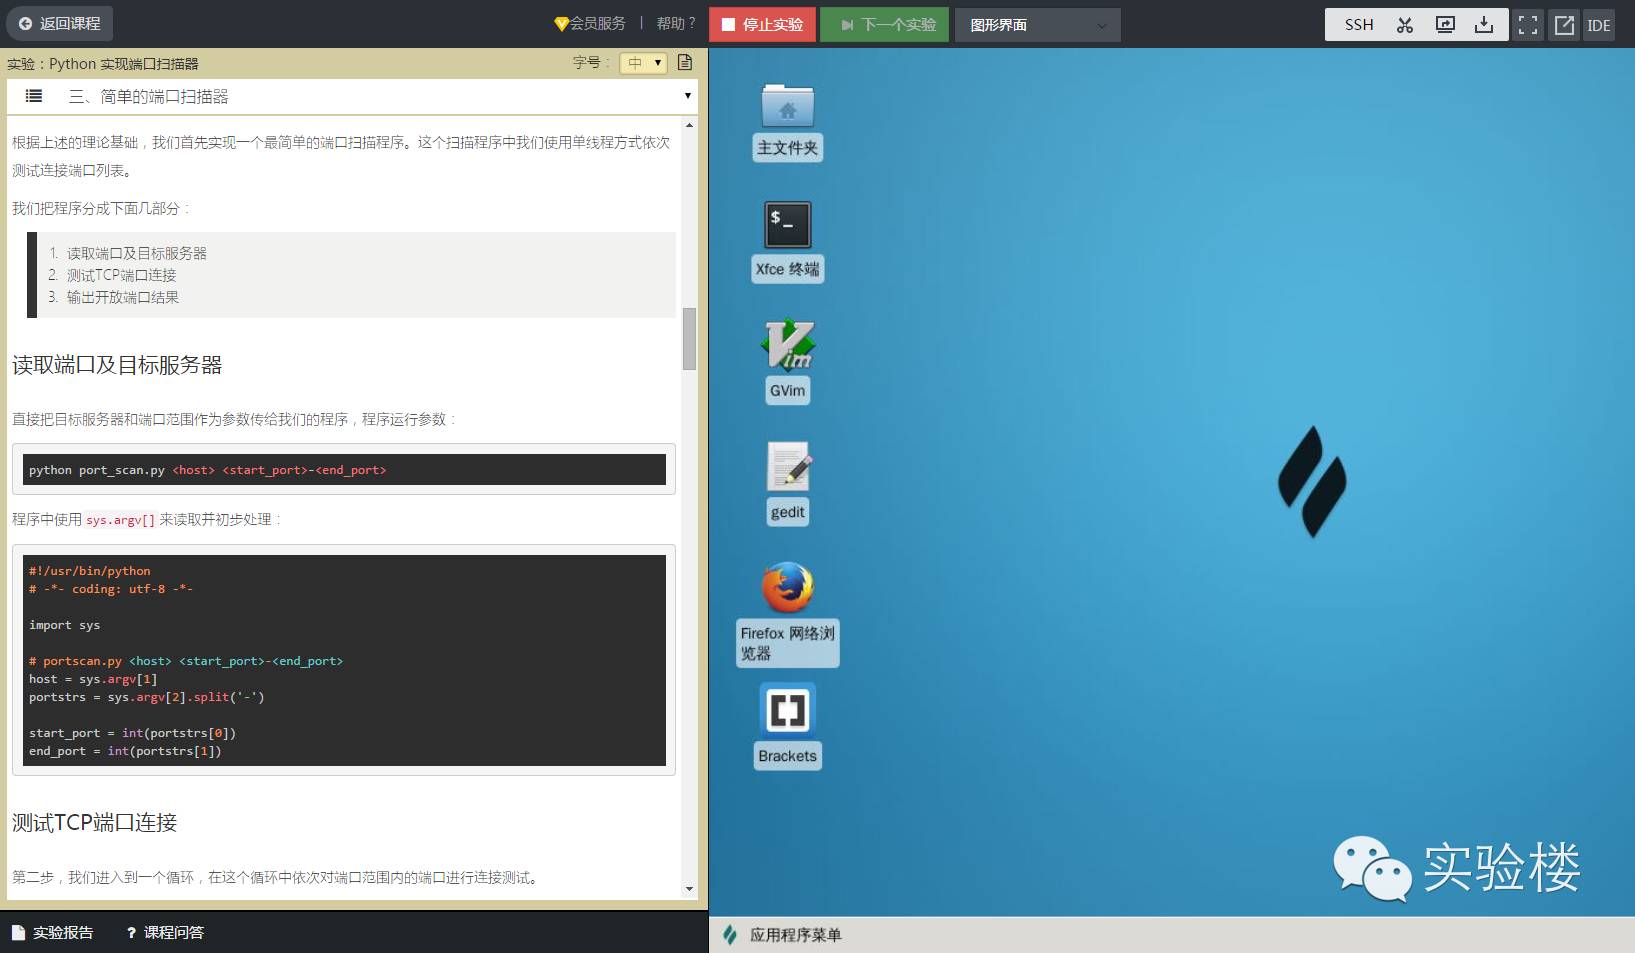 返回课程
会员服务 | 帮助 ?
停止实验
下一个实验
图形界面
SSH
IDE
实验：Python 实现端口扫描器
字号： 中
三、简单的端口扫描器
根据上述的理论基础，我们首先实现一个最简单的端口扫描程序。这个扫描程序中我们使用单线程方式依次
测试连接端口列表。
我们把程序分成下面几部分：
1. 读取端口及目标服务器
2. 测试TCP端口连接
3. 输出开放端口结果
读取端口及目标服务器
直接把目标服务器和端口范围作为参数传给我们的程序，程序运行参数：
python port_scan.py <host> <start_port>-<end_port>
程序中使用 sys.argv[] 来读取并初步处理：
#!/usr/bin/python
# -*- coding: utf-8 -*-
import sys
# portscan.py <host> <start_port>-<end_port>
host = sys.argv[1]
portstrs = sys.argv[2].split('-')
start_port = int(portstrs[0])
end_port = int(portstrs[1])
测试TCP端口连接
第二步，我们进入到一个循环，在这个循环中依次对端口范围内的端口进行连接测试。
实验报告
? 课程问答
主文件夹
$_
Xfce 终端
Vim
GVim
gedit
Firefox 网络浏
览器
Brackets
实验楼
应用程序菜单